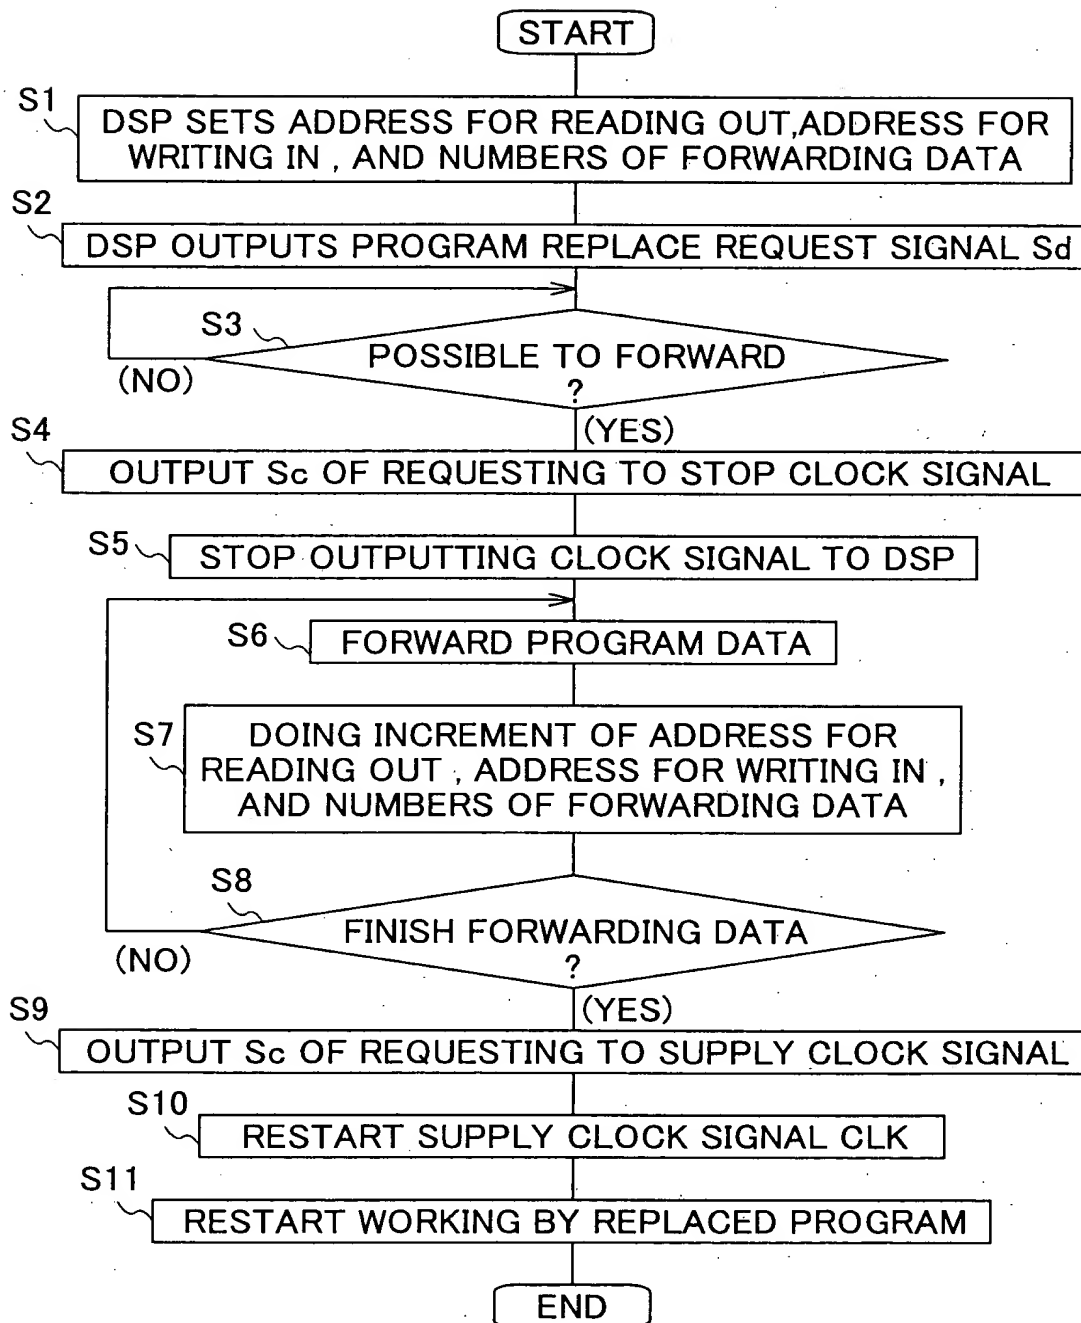 START
S1
DSP SETS ADDRESS FOR READING OUT,ADDRESS FOR
WRITING IN , AND NUMBERS OF FORWARDING DATA
S2
DSP OUTPUTS PROGRAM REPLACE REQUEST SIGNAL Sd
S3
POSSIBLE TO FORWARD
?
(NO)
(YES)
S4
OUTPUT Sc OF REQUESTING TO STOP CLOCK SIGNAL
S5
STOP OUTPUTTING CLOCK SIGNAL TO DSP
S6
FORWARD PROGRAM DATA
S7
DOING INCREMENT OF ADDRESS FOR
READING OUT , ADDRESS FOR WRITING IN ,
AND NUMBERS OF FORWARDING DATA
S8
FINISH FORWARDING DATA
?
(NO)
(YES)
S9
OUTPUT Sc OF REQUESTING TO SUPPLY CLOCK SIGNAL
S10
RESTART SUPPLY CLOCK SIGNAL CLK
S11
RESTART WORKING BY REPLACED PROGRAM
END